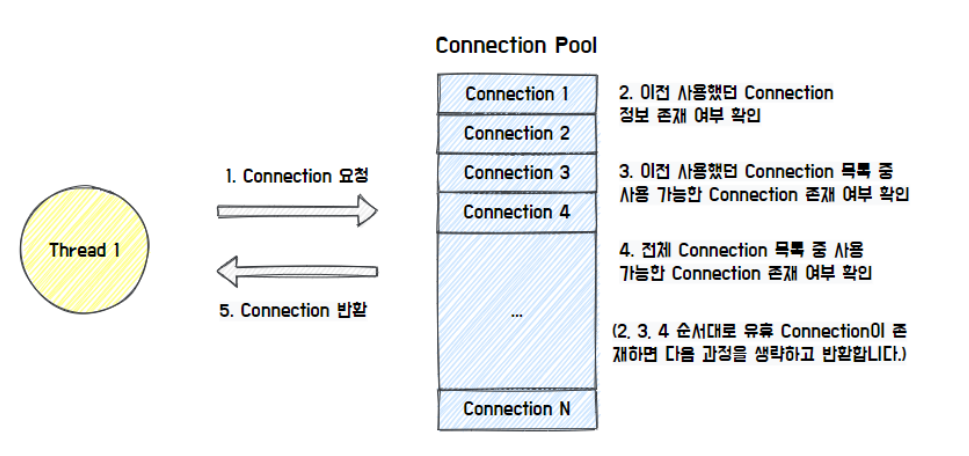 Connection Pool
Thread 1
1. Connection 요청
5. Connection 반환
Connection 1
Connection 2
Connection 3
Connection 4
...
Connection N
2. 이전 사용했던 Connection
정보 존재 여부 확인
3. 이전 사용했던 Connection 목록 중
사용 가능한 Connection 존재 여부 확인
4. 전체 Connection 목록 중 사용
가능한 Connection 존재 여부 확인
(2, 3, 4 순서대로 유휴 Connection이 존
재하면 다음 과정을 생략하고 반환합니다.)